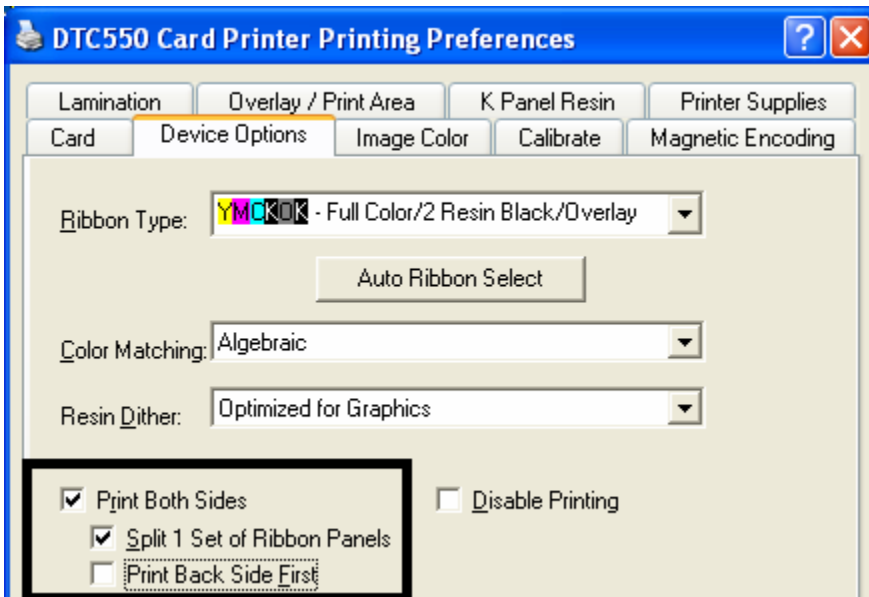 DTC550 Card Printer Printing Preferences
Lamination Overlay / Print Area K Panel Resin Printer Supplies
Card Device Options Image Color Calibrate Magnetic Encoding
Ribbon Type: YMCKOK - Full Color/2 Resin Black/Overlay
Auto Ribbon Select
Color Matching: Algebraic
Resin Dither: Optimized for Graphics
Print Both Sides Disable Printing
Split 1 Set of Ribbon Panels
Print Back Side First